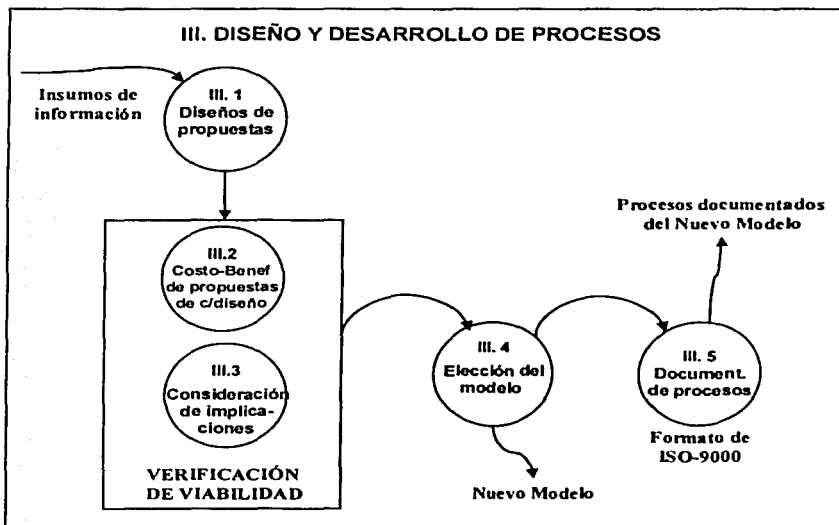 III. DISEÑO Y DESARROLLO DE PROCESOS
Insumos de
información
III. 1
Diseños de
propuestas
III.2
Costo-Benef
de propuestas
de c/diseño
III.3
Consideración
de implica-
ciones
VERIFICACIÓN
DE VIABILIDAD
III. 4
Elección del
modelo
Nuevo Modelo
III. 5
Document.
de procesos
Formato de
ISO-9000
Procesos documentados
del Nuevo Modelo